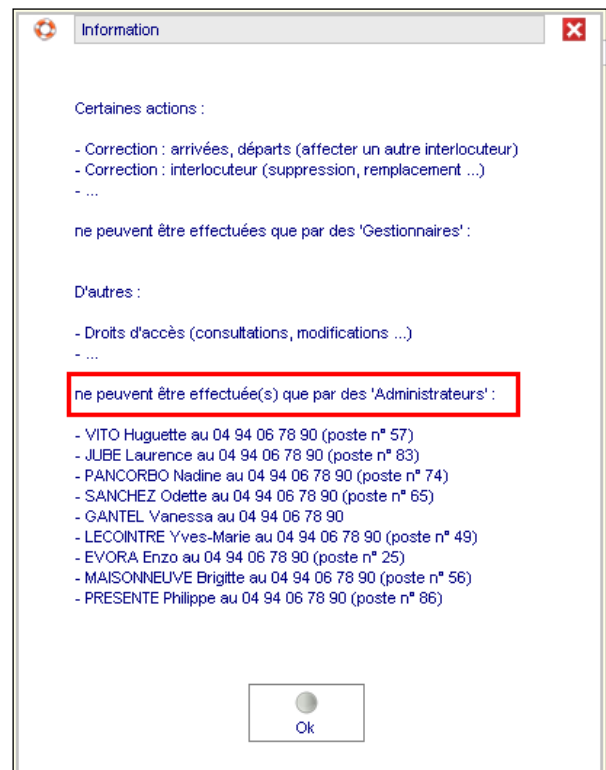 Information
Certaines actions :
- Correction : arrivées, départs (affecter un autre interlocuteur)
- Correction : interlocuteur (suppression, remplacement ...)
- ...
ne peuvent être effectuées que par des 'Gestionnaires' :
D'autres :
- Droits d'accès (consultations, modifications ...)
- ...
ne peuvent être effectuée(s) que par des 'Administrateurs' :
- VITO Huguette au 04 94 06 78 90 (poste n° 57)
- JUBE Laurence au 04 94 06 78 90 (poste n° 83)
- PANCORBO Nadine au 04 94 06 78 90 (poste n° 74)
- SANCHEZ Odette au 04 94 06 78 90 (poste n° 65)
- GANTEL Vanessa au 04 94 06 78 90
- LECOINTRE Yves-Marie au 04 94 06 78 90 (poste n° 49)
- EVORA Enzo au 04 94 06 78 90 (poste n° 25)
- MAISONNEUVE Brigitte au 04 94 06 78 90 (poste n° 56)
- PRESENTE Philippe au 04 94 06 78 90 (poste n° 86)
Ok